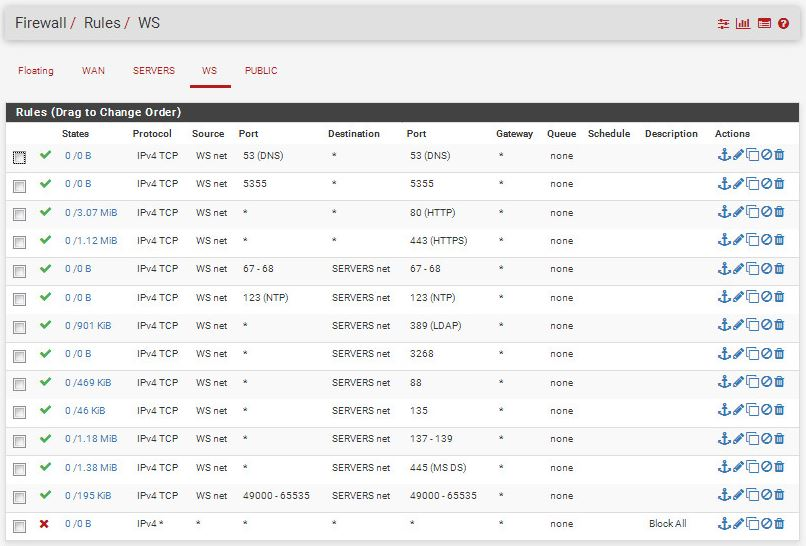 Firewall / Rules / WS
Floating WAN SERVERS WS PUBLIC
Rules (Drag to Change Order)
States Protocol Source Port Destination Port Gateway Queue Schedule Description Actions
0 /0 B IPv4 TCP WS net 53 (DNS) * 53 (DNS) * none
0 /0 B IPv4 TCP WS net 5355 * 5355 * none
0 /3.07 MiB IPv4 TCP WS net * * 80 (HTTP) * none
0 /1.12 MiB IPv4 TCP WS net * * 443 (HTTPS) * none
0 /0 B IPv4 TCP WS net 67 - 68 SERVERS net 67 - 68 * none
0 /0 B IPv4 TCP WS net 123 (NTP) SERVERS net 123 (NTP) * none
0 /901 KiB IPv4 TCP WS net * SERVERS net 389 (LDAP) * none
0 /0 B IPv4 TCP WS net * SERVERS net 3268 * none
0 /469 KiB IPv4 TCP WS net * SERVERS net 88 * none
0 /46 KiB IPv4 TCP WS net * SERVERS net 135 * none
0 /1.18 MiB IPv4 TCP WS net * SERVERS net 137 - 139 * none
0 /1.38 MiB IPv4 TCP WS net * SERVERS net 445 (MS DS) * none
0 /195 KiB IPv4 TCP WS net 49000 - 65535 SERVERS net 49000 - 65535 * none
0 /0 B IPv4 * * * * * * none Block All